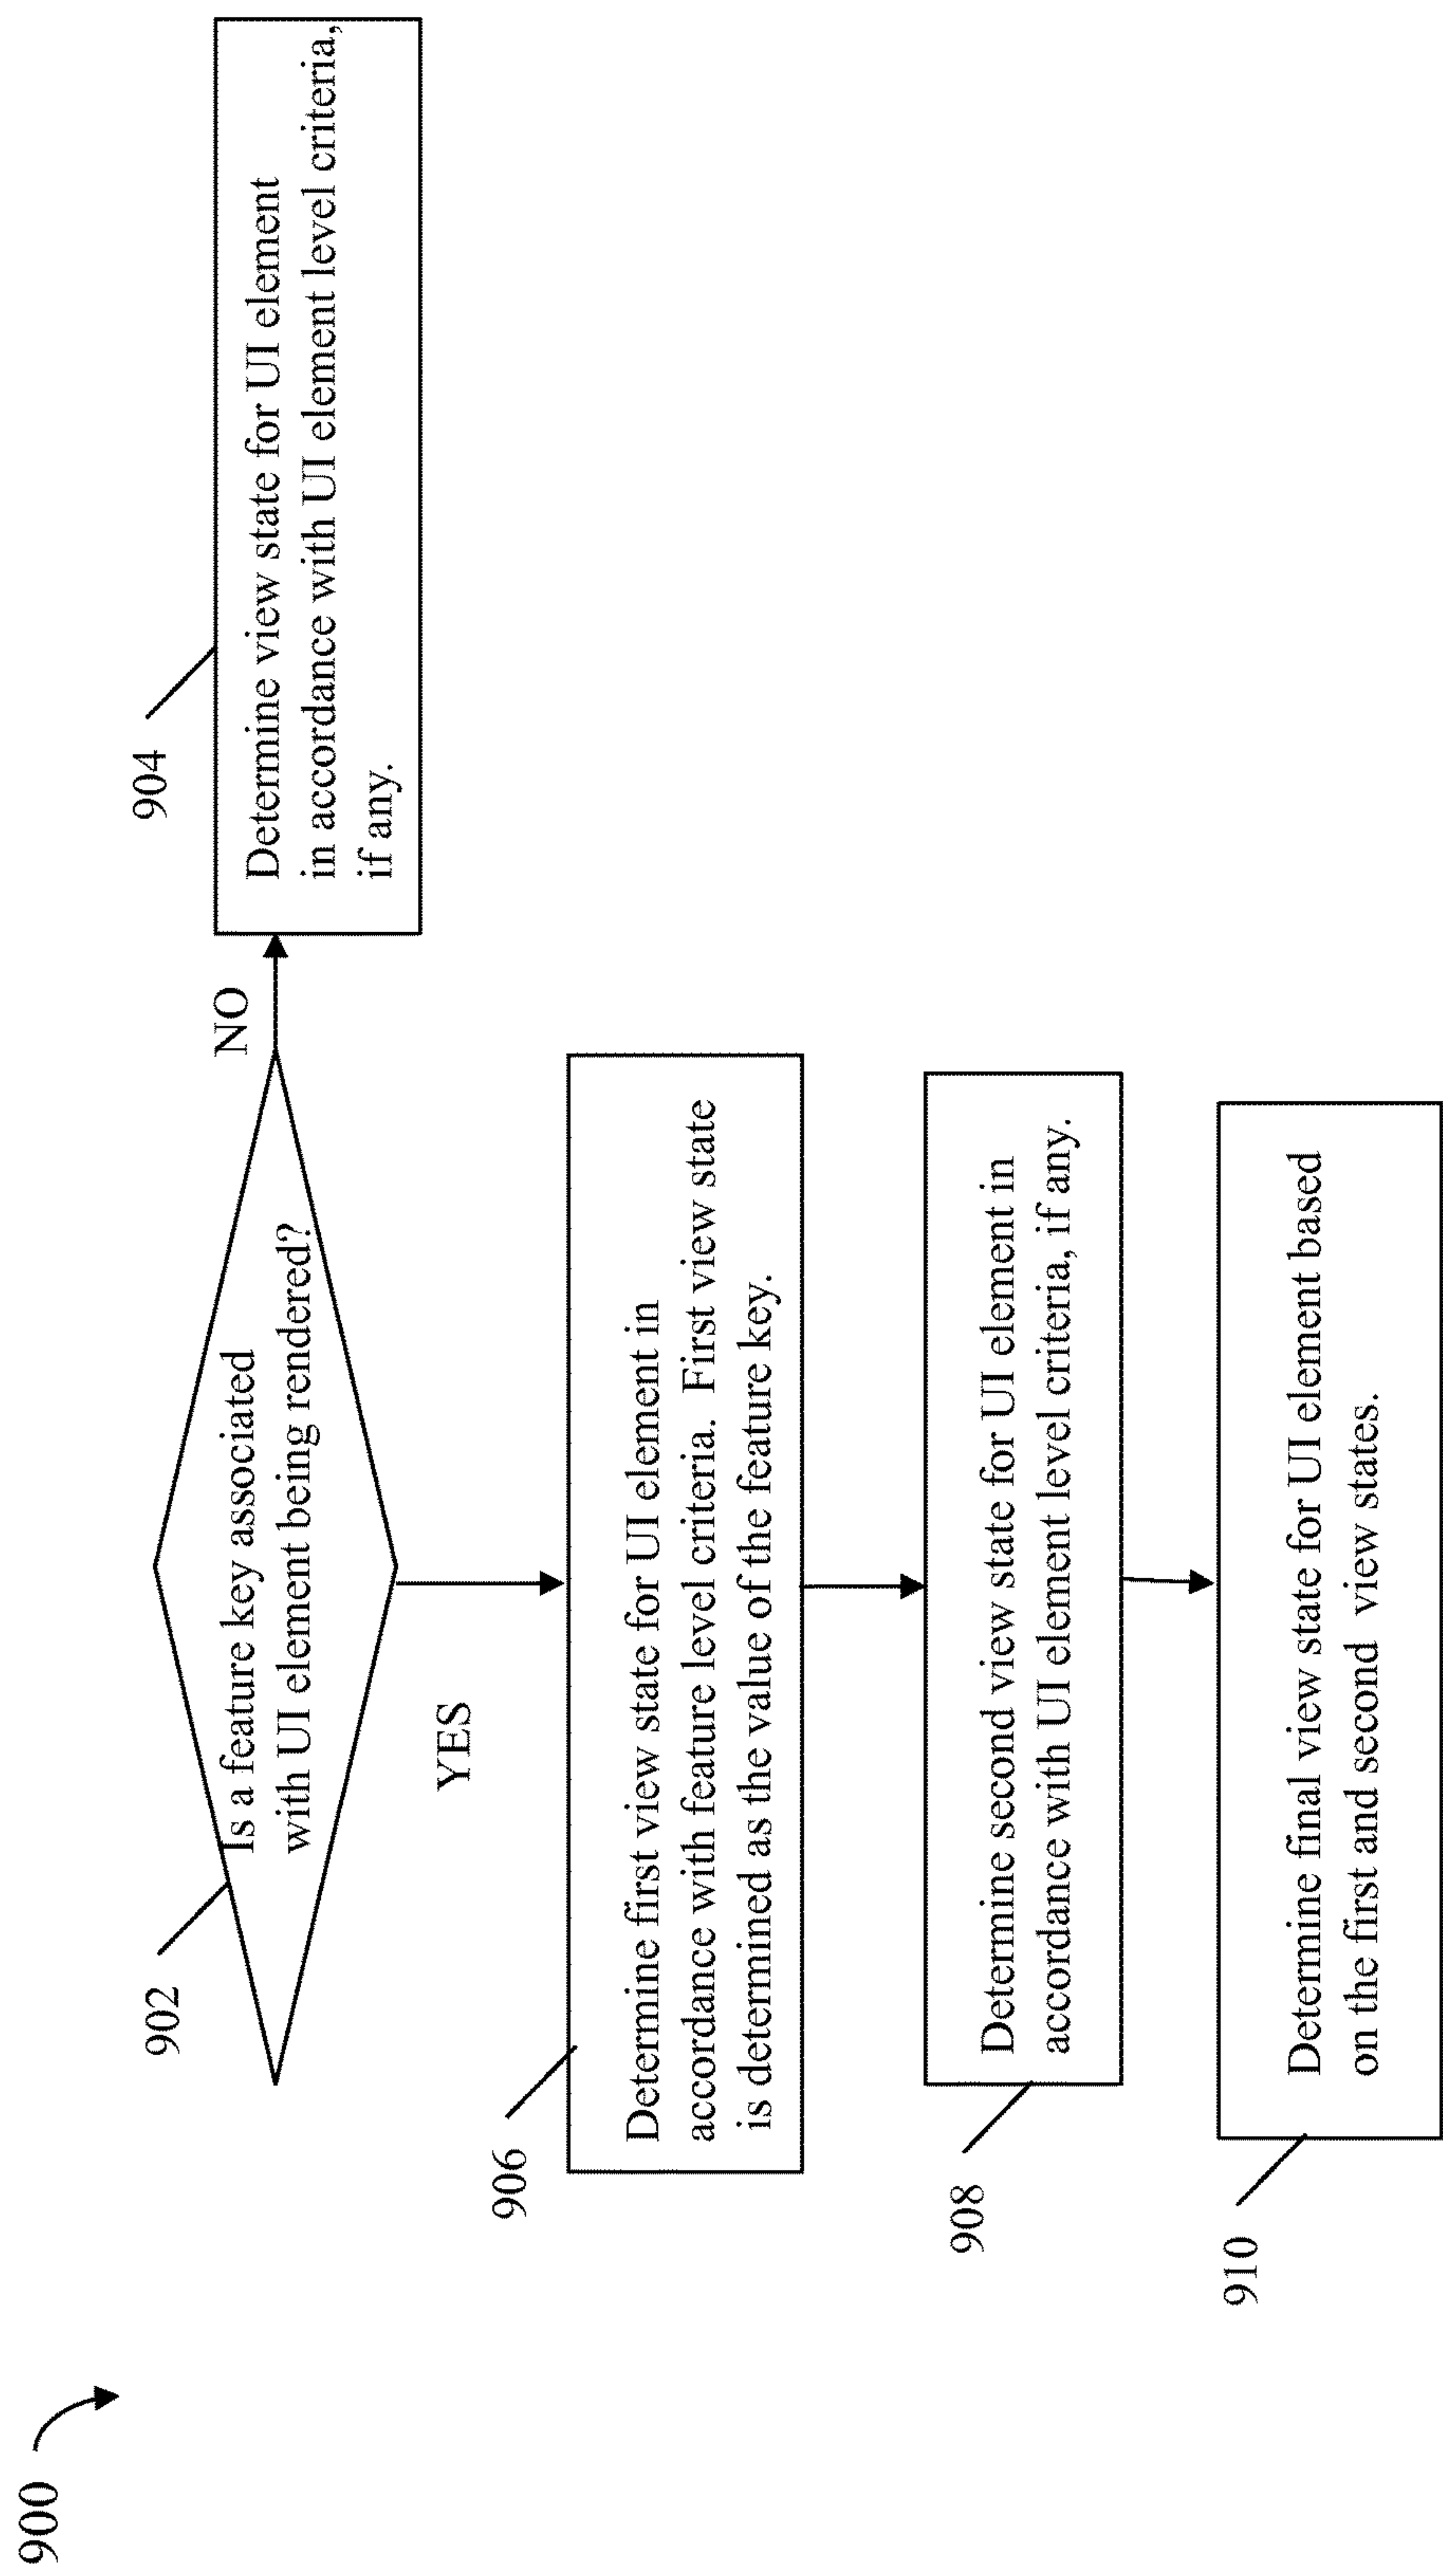 900
902
Is a feature key associated
with UI element being rendered?
NO
904
Determine view state for UI element
in accordance with UI element level criteria,
if any.
YES
906
Determine first view state for UI element in
accordance with feature level criteria.  First view state
is determined as the value of the feature key.
908
Determine second view state for UI element in
accordance with UI element level criteria, if any.
910
Determine final view state for UI element based
on the first and second  view states.